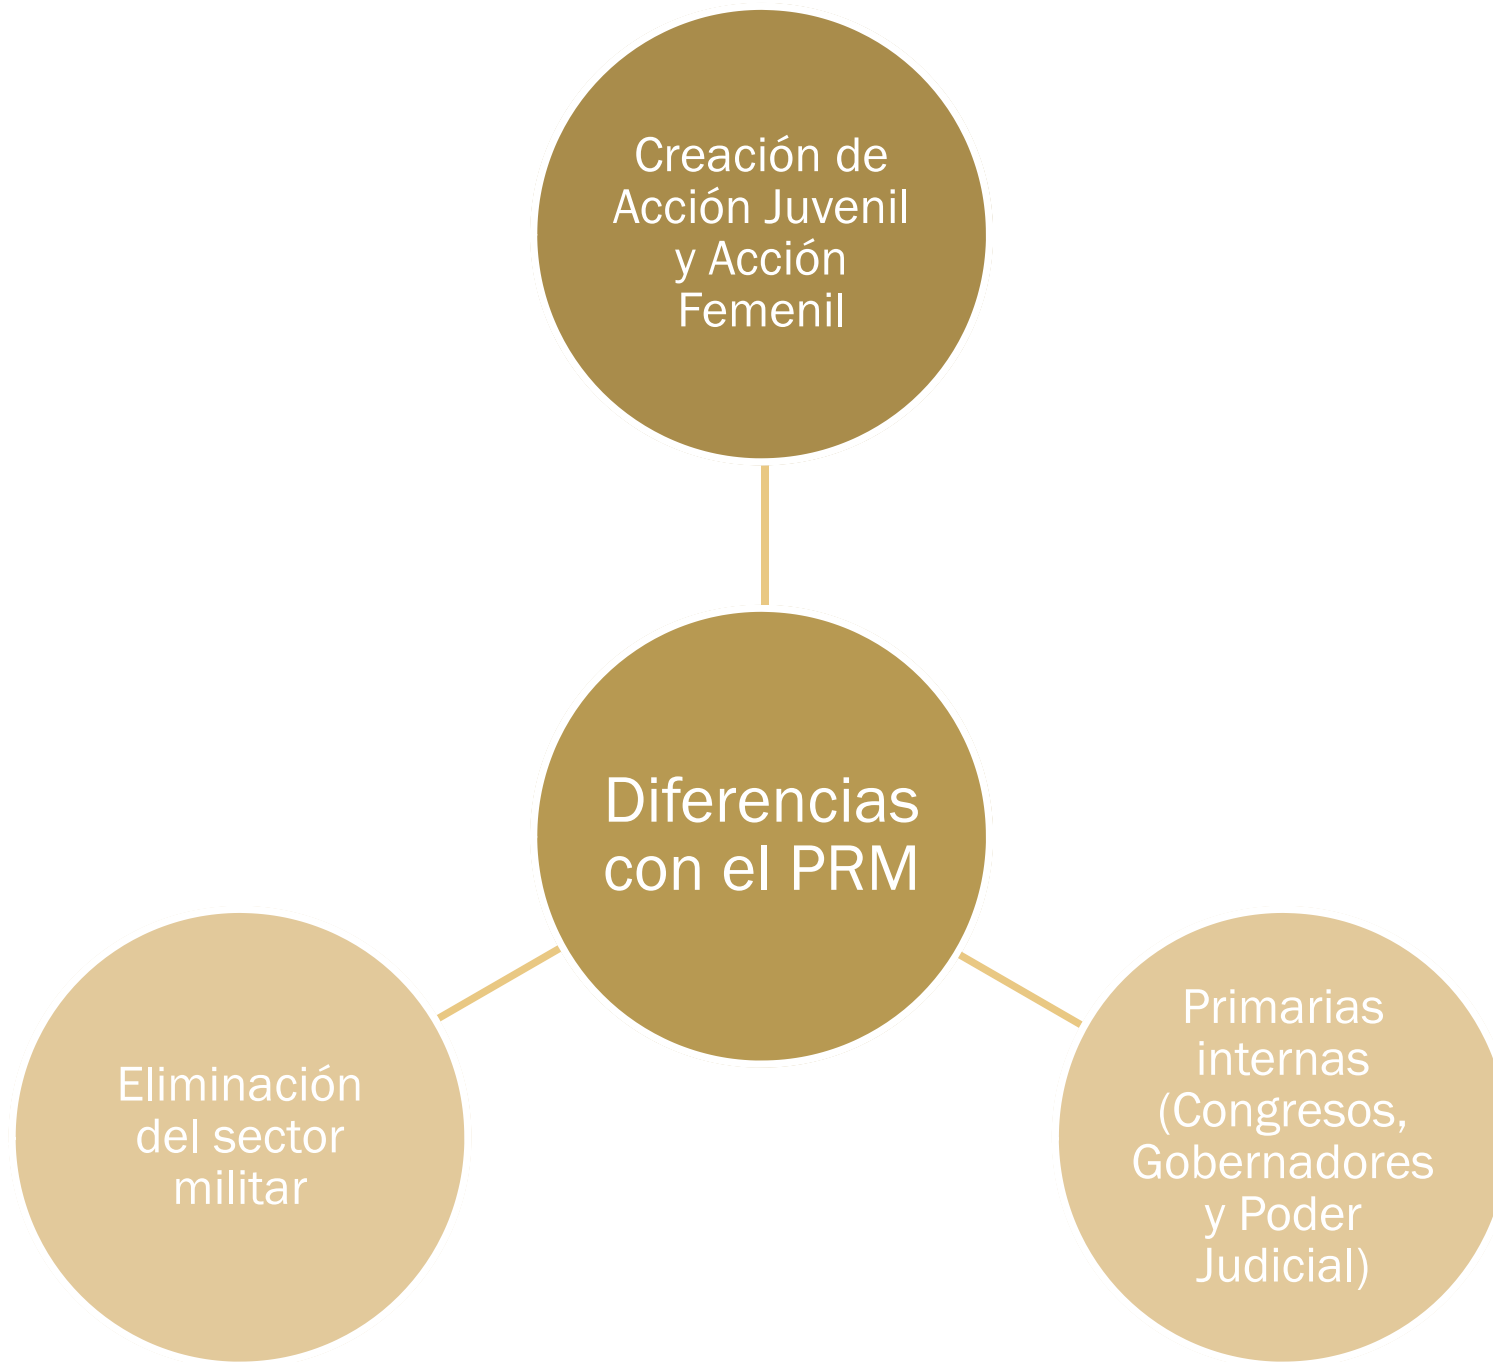 Creación de
Acción Juvenil
y Acción
Femenil
Diferencias
con el PRM
Eliminación
del sector
militar
Primarias
internas
(Congresos,
Gobernadores
y Poder
Judicial)